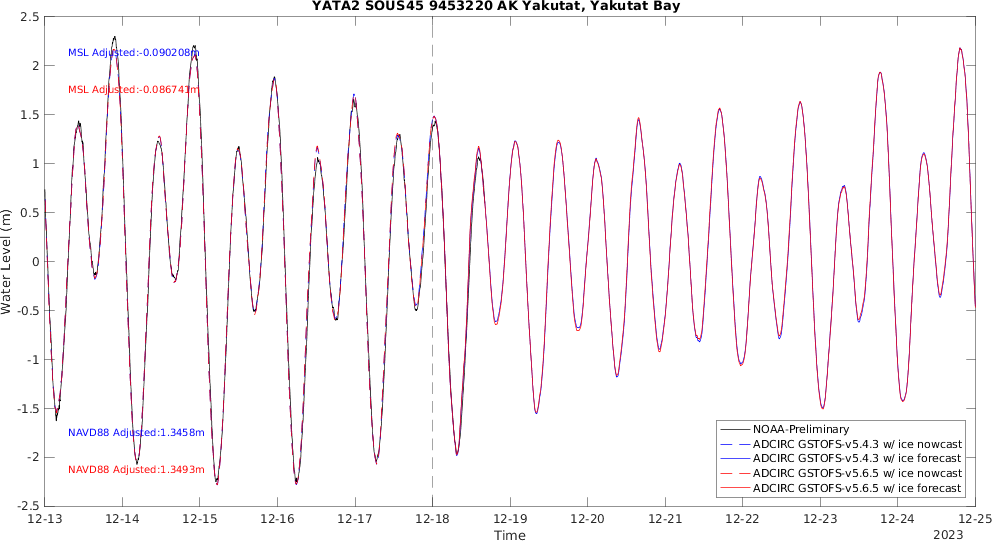 YATA2 SOUS45 9453220 AK Yakutat, Yakutat Bay
2.5
2
1.5
1
0.5
0
-0.5
-1
-1.5
-2
-2.5
Water Level (m)
MSL Adjusted:-0.090208m
MSL Adjusted:-0.086741m
NAVD88 Adjusted:1.3458m
NAVD88 Adjusted:1.3493m
NOAA-Preliminary
ADCIRC GSTOFS-v5.4.3 w/ ice nowcast
ADCIRC GSTOFS-v5.4.3 w/ ice forecast
ADCIRC GSTOFS-v5.6.5 w/ ice nowcast
ADCIRC GSTOFS-v5.6.5 w/ ice forecast
12-13 12-14 12-15 12-16 12-17 12-18 12-19 12-20 12-21 12-22 12-23 12-24 12-25
Time
2023